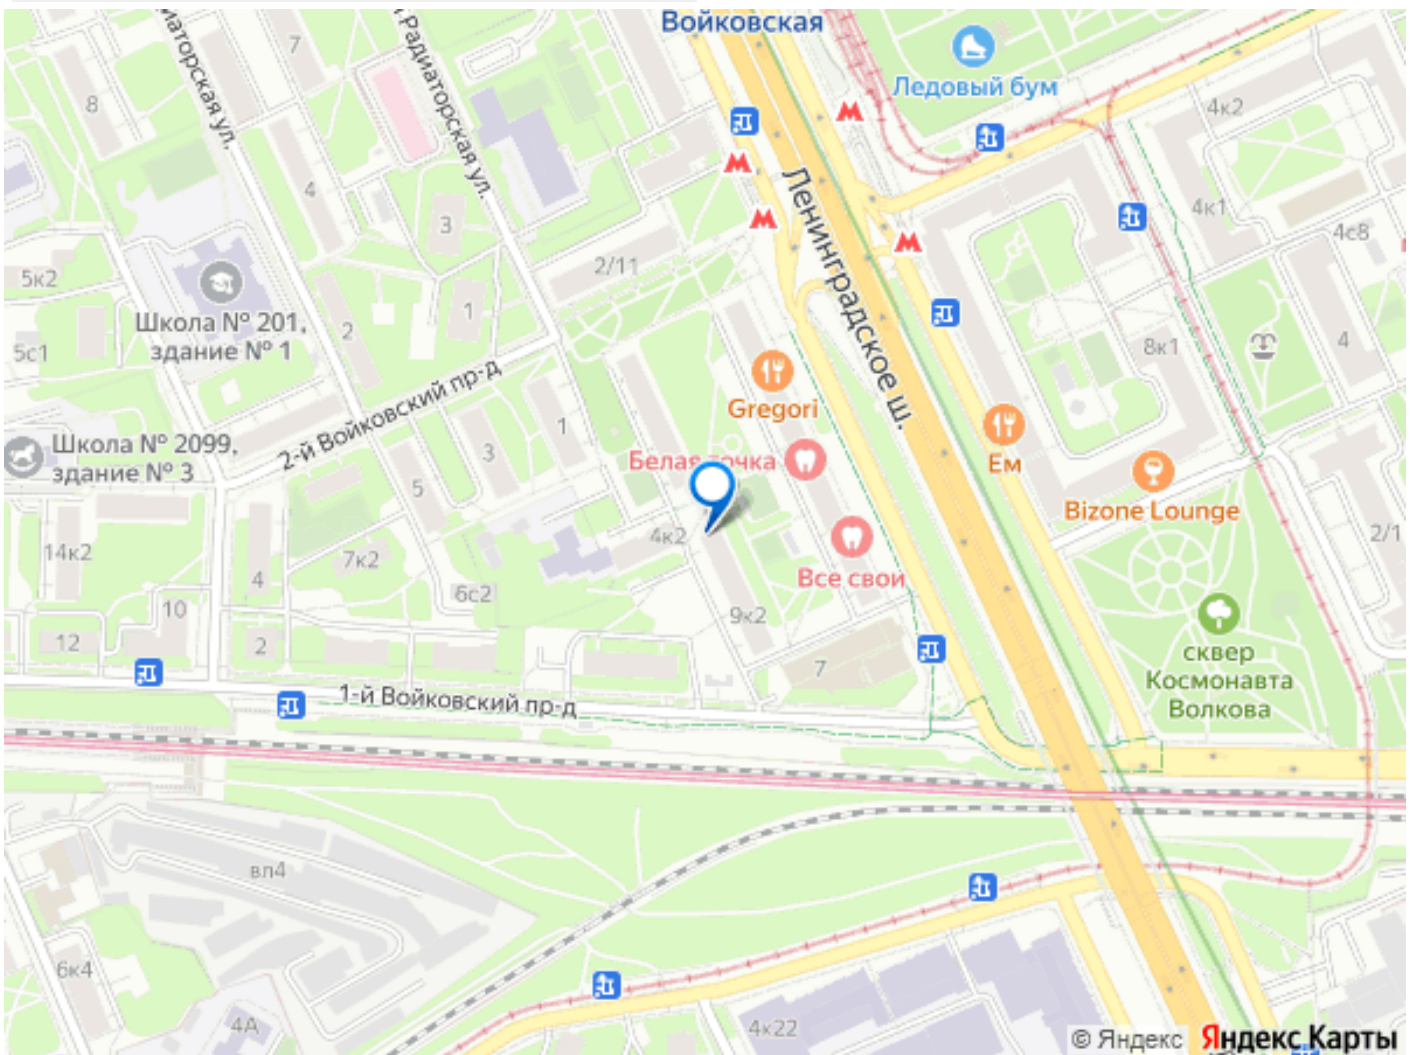 Войковская
Ледовый бум
Радиаторская ул.
аторская ул.
Ленинградское ш.
7
8
4
3
4к2
4к1
4с8
5к2
2/11
1
2
5с1
Школа № 201,
здание № 1
8к1
4
Gregori
2-й Войковский пр-д
Школа № 2099,
здание № 3
1
3
5
Белая точка
Ем
Bizone Lounge
14к2
7к2
4к2
4
6с2
Все свои
2/1
10
12
2
9к2
7
сквер
Космонавта
Волкова
1-й Войковский пр-д
вл4
6к4
4А
4к22
© Яндекс Яндекс Карты